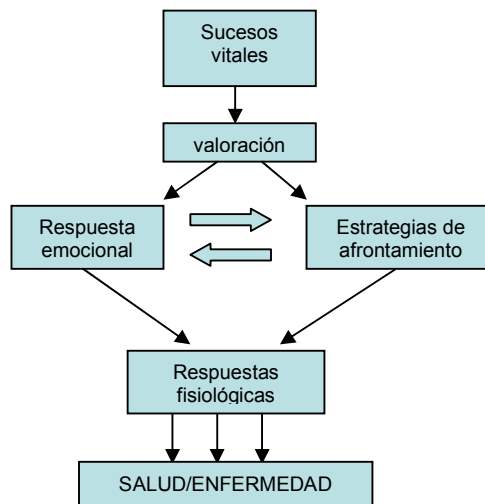 Sucesos
vitales
valoración
Respuesta
emocional
Estrategias de
afrontamiento
Respuestas
fisiológicas
SALUD/ENFERMEDAD